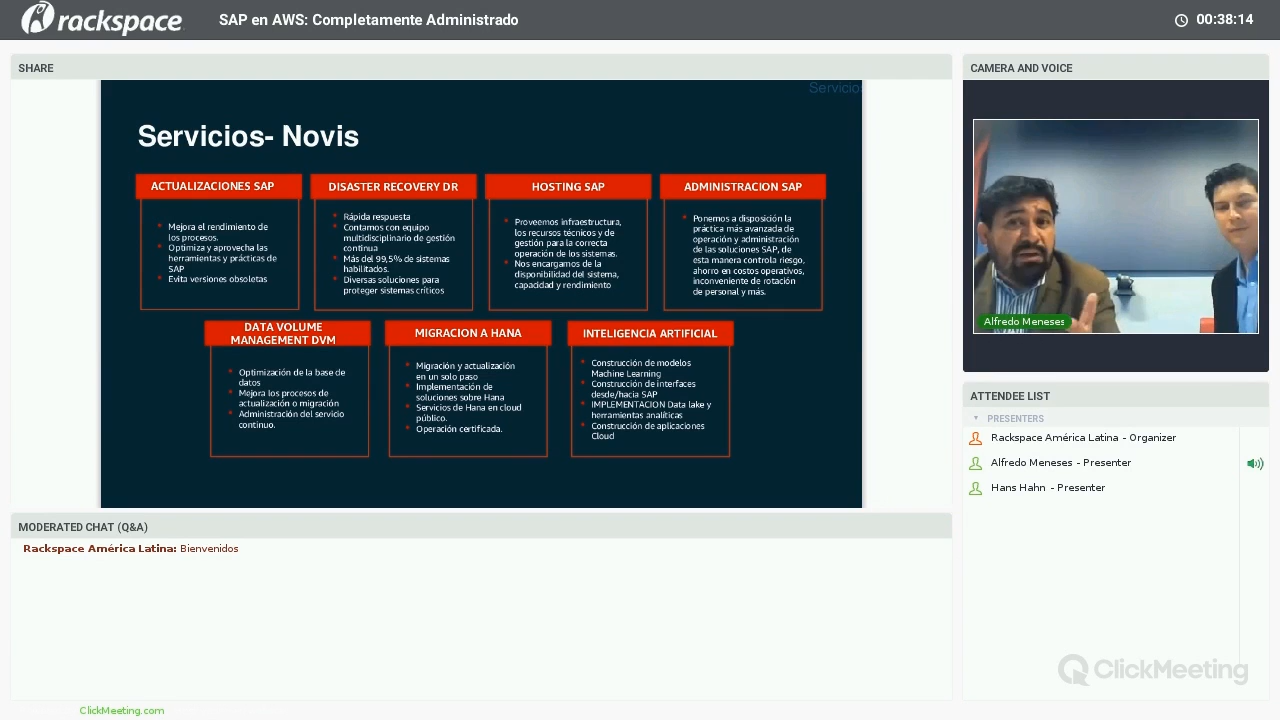 rackspace
SAP en AWS: Completamente Administrado
00:38:14
SHARE
Servicios- Novis
ACTUALIZACIONES SAP
Mejora el rendimiento de
los procesos.
Optimiza y aprovecha las
herramientas y prácticas de
SAP
Evita versiones obsoletas
DISASTER RECOVERY DR
Rápida respuesta
Contamos con equipo
multidisciplinario de gestión
continua
Más del 99,5% de sistemas
habilitados.
Diversas soluciones para
proteger sistemas críticos
HOSTING SAP
Proveemos infraestructura,
los recursos técnicos y de
gestión para la correcta
operación de los sistemas.
Nos encargamos de la
disponibilidad del sistema,
capacidad y rendimiento
ADMINISTRACION SAP
Ponemos a disposición la
práctica más avanzada de
operación y administración
de las soluciones SAP, de
esta manera controla riesgo,
ahorro en costos operativos,
inconveniente de rotación
de personal y más.
DATA VOLUME
MANAGEMENT DVM
Optimización de la base de
datos
Mejora los procesos de
actualización o migración
Administración del servicio
continuo.
MIGRACION A HANA
Migración y actualización
en un solo paso
Implementación de
soluciones sobre Hana
Servicios de Hana en cloud
público.
Operación certificada.
INTELIGENCIA ARTIFICIAL
Construcción de modelos
Machine Learning
Construcción de interfaces
desde/hacia SAP
IMPLEMENTACION Data lake y
herramientas analíticas
Construcción de aplicaciones
Cloud
CAMERA AND VOICE
Alfredo Meneses
ATTENDEE LIST
PRESENTERS
Rackspace América Latina - Organizer
Alfredo Meneses - Presenter
Hans Hahn - Presenter
MODERATED CHAT (Q&A)
Rackspace América Latina: Bienvenidos
ClickMeeting
ClickMeeting.com